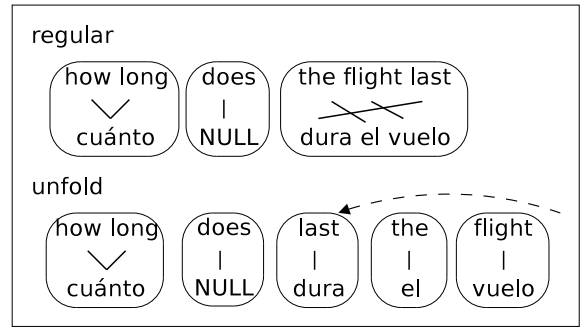 regular
how long does the flight last
cuánto NULL dura el vuelo
unfold
how long does last the flight
cuánto NULL dura el vuelo